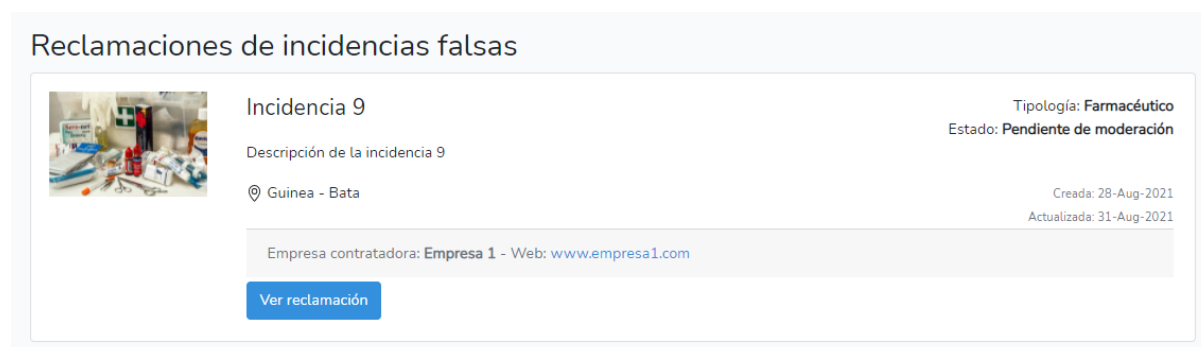 Reclamaciones de incidencias falsas
Incidencia 9
Tipología: Farmacéutico
Estado: Pendiente de moderación
Descripción de la incidencia 9
Guinea - Bata
Creada: 28-Aug-2021
Actualizada: 31-Aug-2021
Empresa contratadora: Empresa 1 - Web: www.empresa1.com
Ver reclamación